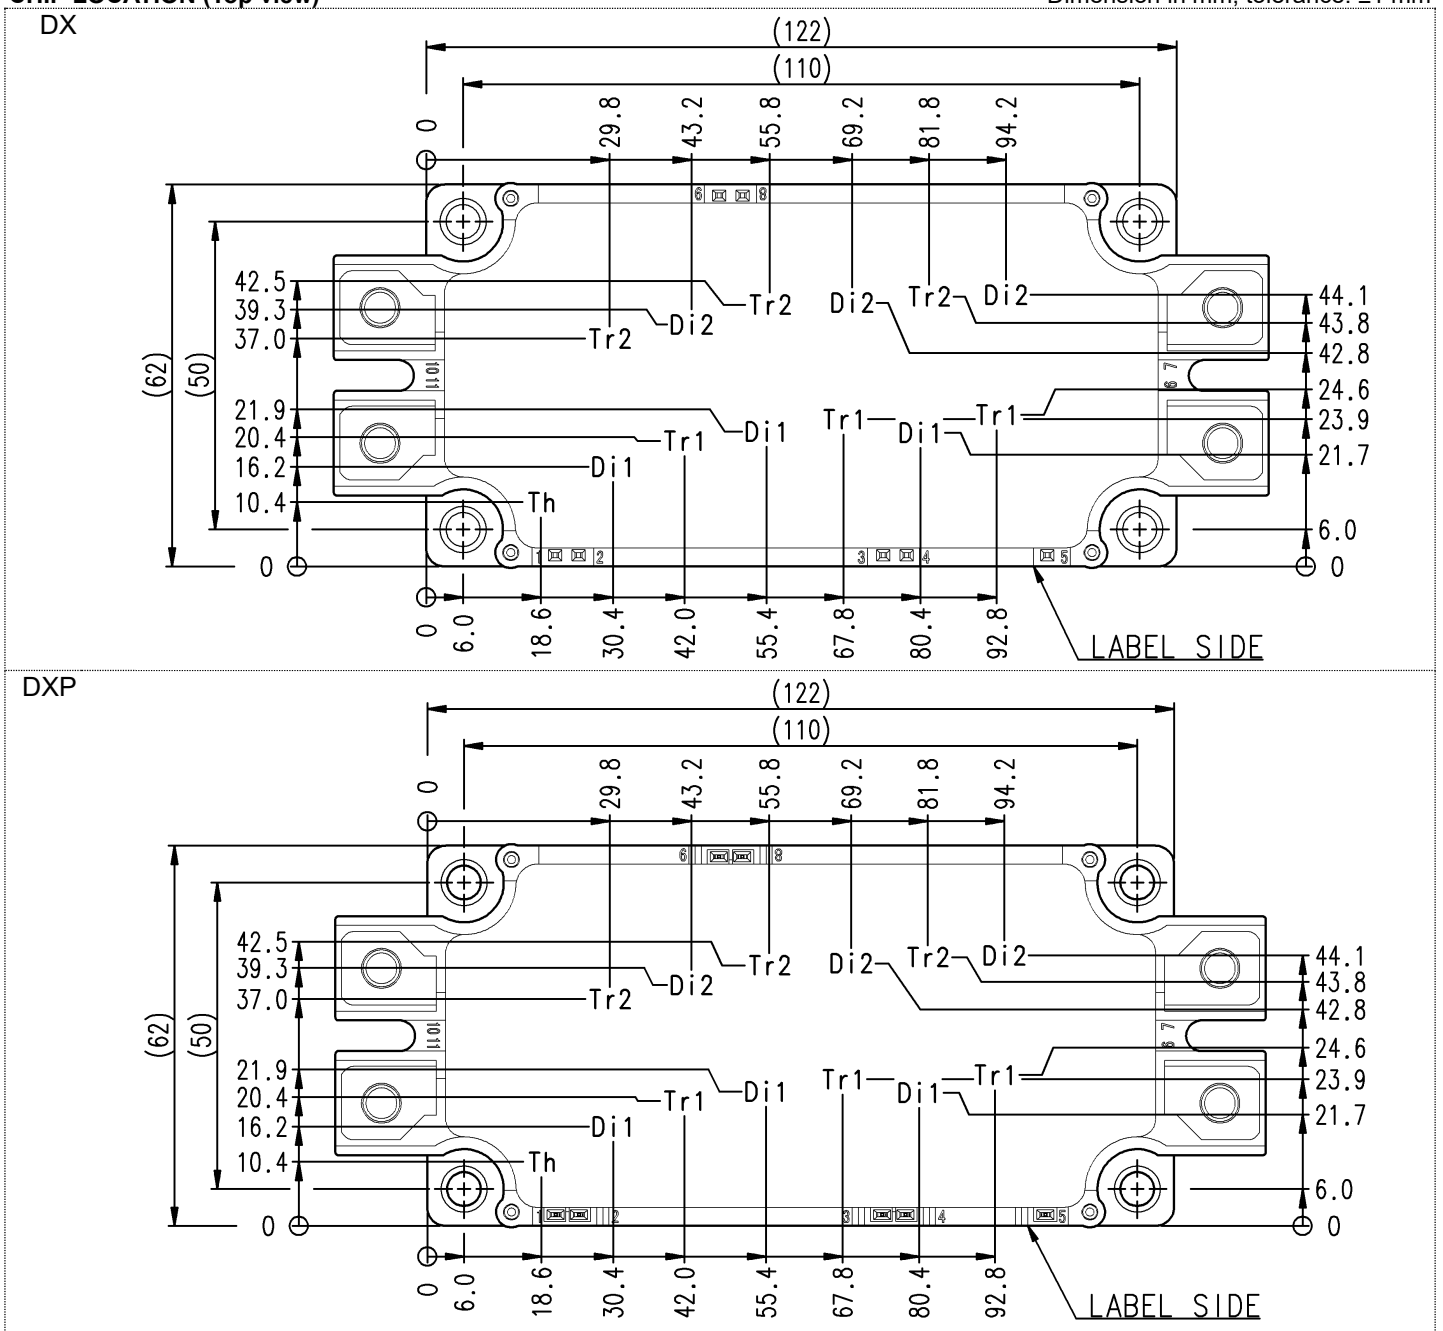 DX
(122)
(110)
0 29.8 43.2 55.8 69.2 81.8 94.2
6 8
42.5 Tr2 Di2 Tr2 Di2 44.1
39.3 Di2 43.8
37.0 Tr2 42.8
(62) (50) 10 11 7 9
21.9 Di1 Tr1 Tr1 24.6
20.4 Tr1 Di1 23.9
16.2 Di1 21.7
10.4 Th
6.0
1 2 3 4 5
0 0
0 6.0 18.6 30.4 42.0 55.4 67.8 80.4 92.8
LABEL SIDE
DXP
(122)
(110)
0 29.8 43.2 55.8 69.2 81.8 94.2
6 8
42.5 Tr2 Di2 Tr2 Di2 44.1
39.3 Di2 43.8
37.0 Tr2 42.8
(62) (50) 10 11 7 9
21.9 Di1 Tr1 Tr1 24.6
20.4 Tr1 Di1 23.9
16.2 Di1 21.7
10.4 Th
6.0
1 2 3 4 5
0 0
0 6.0 18.6 30.4 42.0 55.4 67.8 80.4 92.8
LABEL SIDE